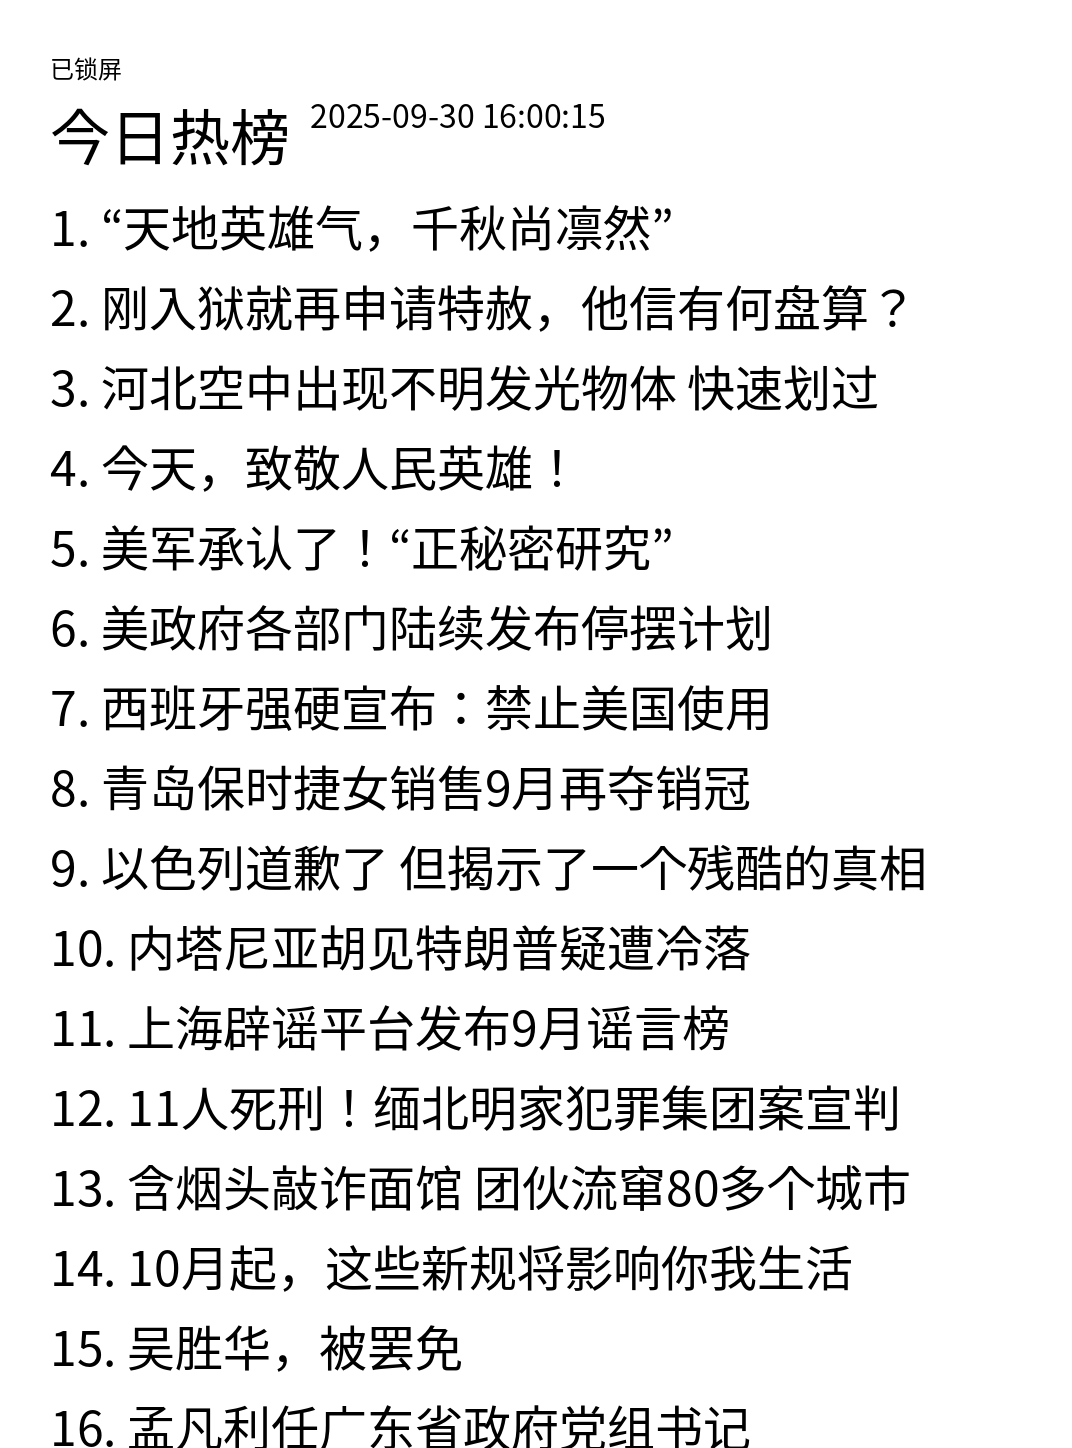 已锁屏
今日热榜 2025-09-30 16:00:15
1. “天地英雄气，千秋尚凛然”
2. 刚入狱就再申请特赦，他信有何盘算？
3. 河北空中出现不明发光物体 快速划过
4. 今天，致敬人民英雄！
5. 美军承认了！“正秘密研究”
6. 美政府各部门陆续发布停摆计划
7. 西班牙强硬宣布：禁止美国使用
8. 青岛保时捷女销售9月再夺销冠
9. 以色列道歉了 但揭示了一个残酷的真相
10. 内塔尼亚胡见特朗普疑遭冷落
11. 上海辟谣平台发布9月谣言榜
12. 11人死刑！缅北明家犯罪集团案宣判
13. 含烟头敲诈面馆 团伙流窜80多个城市
14. 10月起，这些新规将影响你我生活
15. 吴胜华，被罢免
16. 孟凡利任广东省政府党组书记